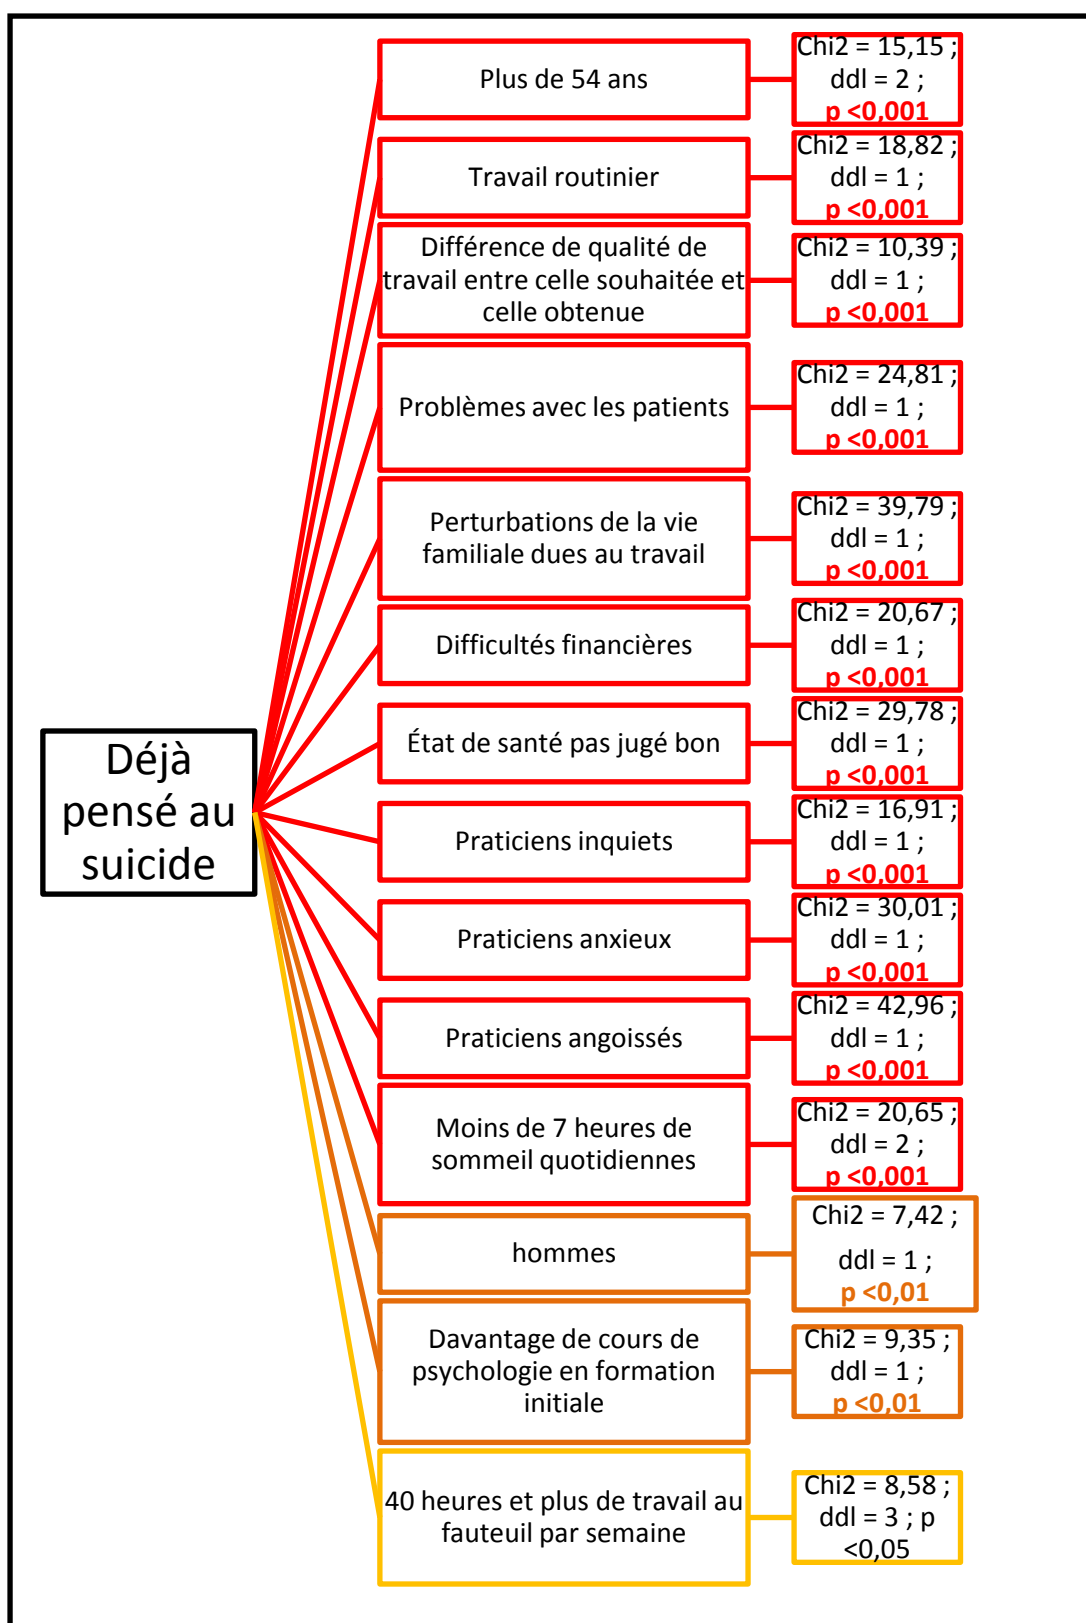 Plus de 54 ans
Chi2 = 15,15 ;
ddl = 2 ;
p <0,001
Travail routinier
Chi2 = 18,82 ;
ddl = 1 ;
p <0,001
Différence de qualité de
travail entre celle souhaitée et
celle obtenue
Chi2 = 10,39 ;
ddl = 1 ;
p <0,001
Problèmes avec les patients
Chi2 = 24,81 ;
ddl = 1 ;
p <0,001
Perturbations de la vie
familiale dues au travail
Chi2 = 39,79 ;
ddl = 1 ;
p <0,001
Difficultés financières
Chi2 = 20,67 ;
ddl = 1 ;
p <0,001
État de santé pas jugé bon
Chi2 = 29,78 ;
ddl = 1 ;
p <0,001
Déjà
pensé au
suicide
Praticiens inquiets
Chi2 = 16,91 ;
ddl = 1 ;
p <0,001
Praticiens anxieux
Chi2 = 30,01 ;
ddl = 1 ;
p <0,001
Praticiens angoissés
Chi2 = 42,96 ;
ddl = 1 ;
p <0,001
Moins de 7 heures de
sommeil quotidiennes
Chi2 = 20,65 ;
ddl = 2 ;
p <0,001
hommes
Chi2 = 7,42 ;
ddl = 1 ;
p <0,01
Davantage de cours de
psychologie en formation
initiale
Chi2 = 9,35 ;
ddl = 1 ;
p <0,01
40 heures et plus de travail au
fauteuil par semaine
Chi2 = 8,58 ;
ddl = 3 ; p
<0,05